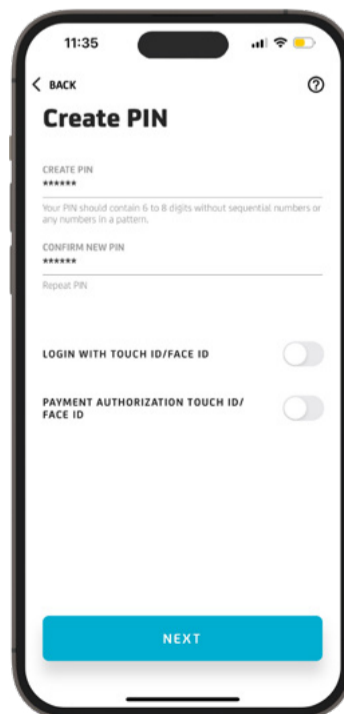 11:35
BACK
Create PIN
CREATE PIN
******
Your PIN should contain 6 to 8 digits without sequential numbers or
any numbers in a pattern.
CONFIRM NEW PIN
******
Repeat PIN
LOGIN WITH TOUCH ID/FACE ID
PAYMENT AUTHORIZATION TOUCH ID/
FACE ID
NEXT